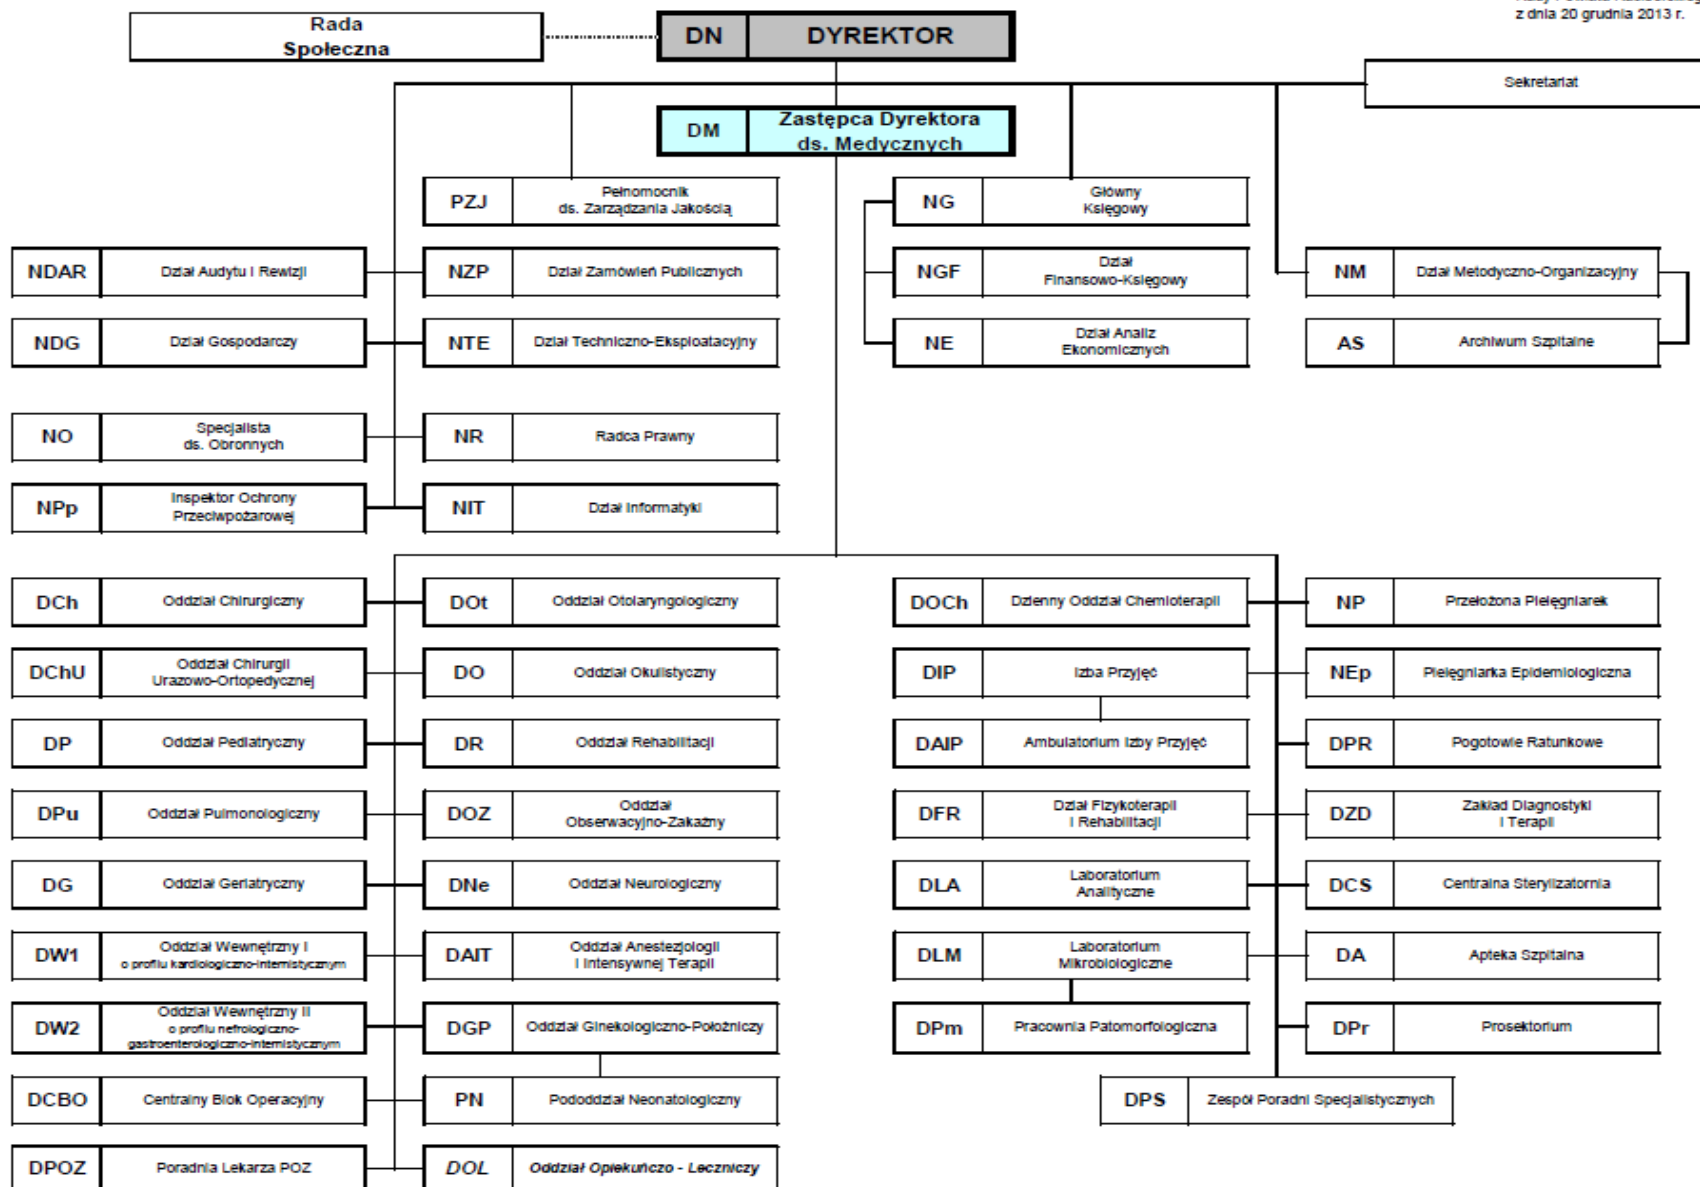 z dnia 20 grudnia 2013 r.
Rada
Społeczna
DN DYREKTOR
Sekretariat
DM Zastępca Dyrektora
ds. Medycznych
PZJ Pełnomocnik
ds. Zarządzania Jakością
NG Główny
Księgowy
NDAR Dział Audytu i Rewizji
NZP Dział Zamówień Publicznych
NGF Dział
Finansowo-Księgowy
NM Dział Metodyczno-Organizacyjny
NDG Dział Gospodarczy
NTE Dział Techniczno-Eksploatacyjny
NE Dział Analiz
Ekonomicznych
AS Archiwum Szpitalne
NO Specjalista
ds. Obronnych
NR Radca Prawny
NPp Inspektor Ochrony
Przeciwpożarowej
NIT Dział Informatyki
DCh Oddział Chirurgiczny
DOt Oddział Otolaryngologiczny
DOCh Dzienny Oddział Chemioterapii
NP Przełożona Pielęgniarek
DChU Oddział Chirurgii
Urazowo-Ortopedycznej
DO Oddział Okulistyczny
DIP Izba Przyjęć
NEp Pielęgniarka Epidemiologiczna
DP Oddział Pediatryczny
DR Oddział Rehabilitacji
DAIP Ambulatorium Izby Przyjęć
DPR Pogotowie Ratunkowe
DPu Oddział Pulmonologiczny
DOZ Oddział
Obserwacyjno-Zakaźny
DFR Dział Fizykoterapii
i Rehabilitacji
DZD Zakład Diagnostyki
i Terapii
DG Oddział Geriatryczny
DNe Oddział Neurologiczny
DLA Laboratorium
Analityczne
DCS Centralna Sterylizatornia
DW1 Oddział Wewnętrzny I
o profilu kardiologiczno-internistycznym
DAIT Oddział Anestezjologii
i Intensywnej Terapii
DLM Laboratorium
Mikrobiologiczne
DA Apteka Szpitalna
DW2 Oddział Wewnętrzny II
o profilu nefrologiczno-
gastroenterologiczno-internistycznym
DGP Oddział Ginekologiczno-Położniczy
DPm Pracownia Patomorfologiczna
DPr Prosektorium
DCBO Centralny Blok Operacyjny
PN Pododdział Neonatologiczny
DPS Zespół Poradni Specjalistycznych
DPOZ Poradnia Lekarza POZ
DOL Oddział Opiekuńczo - Leczniczy